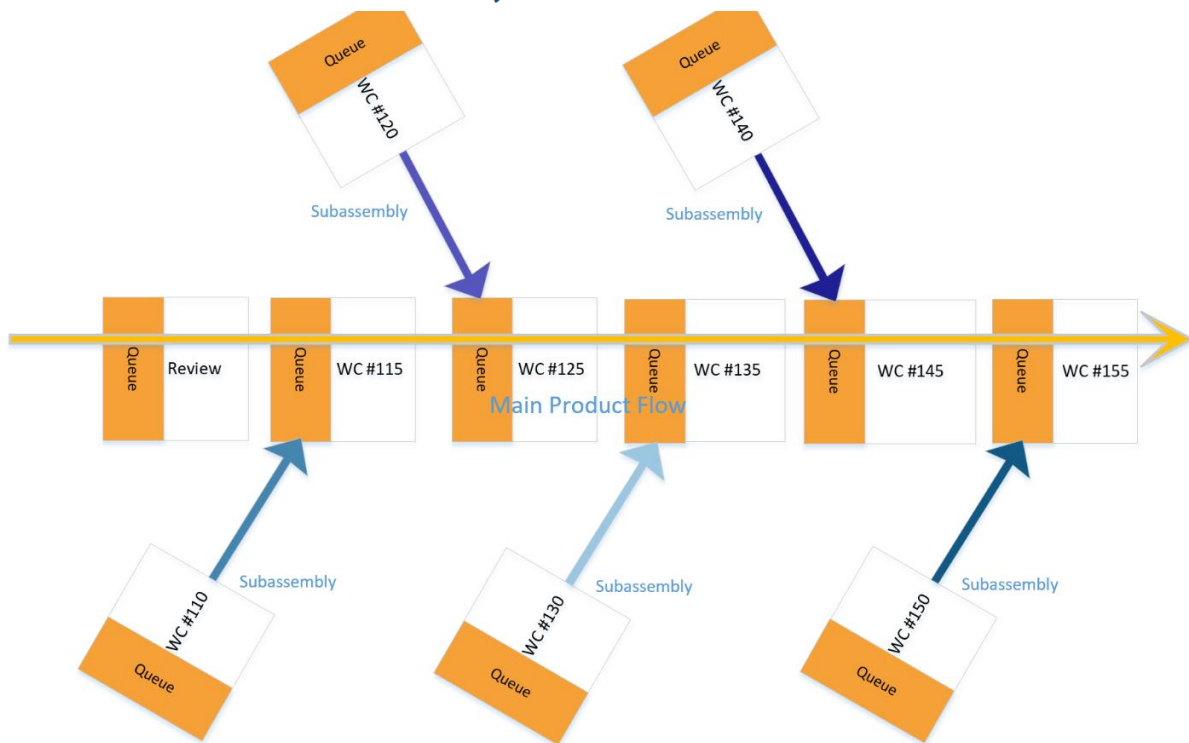 Queue
WC #120
Queue
WC #140
Subassembly
Subassembly
Queue
Review
Queue
WC #115
Queue
WC #125
Queue
WC #135
Queue
WC #145
Queue
WC #155
Main Product Flow
Subassembly
Subassembly
Subassembly
WC #110
Queue
WC #130
Queue
WC #150
Queue